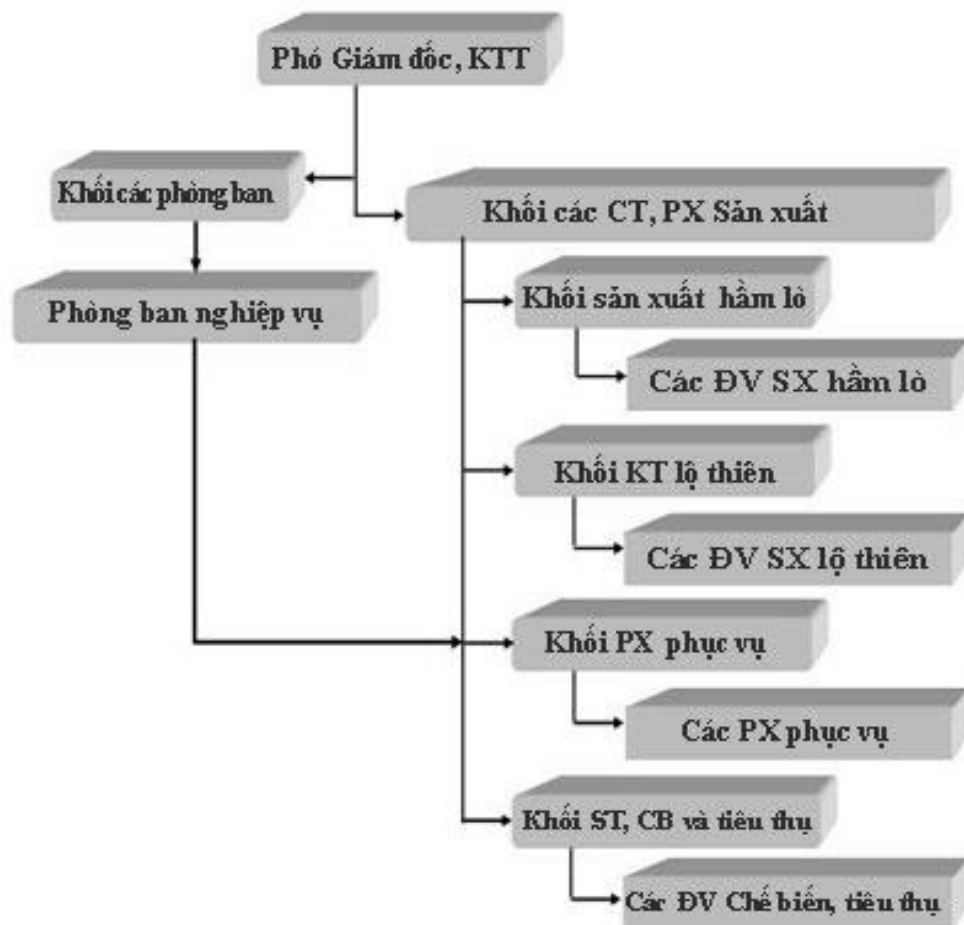 Phó Giám đốc, KTT
Khối các phòng ban
Khối các CT, PX Sản xuất
Phòng ban nghiệp vụ
Khối sản xuất hầm lò
Các ĐV SX hầm lò
Khối KT lộ thiên
Các ĐV SX lộ thiên
Khối PX phục vụ
Các PX phục vụ
Khối ST, CB và tiêu thụ
Các ĐV Chế biến, tiêu thụ